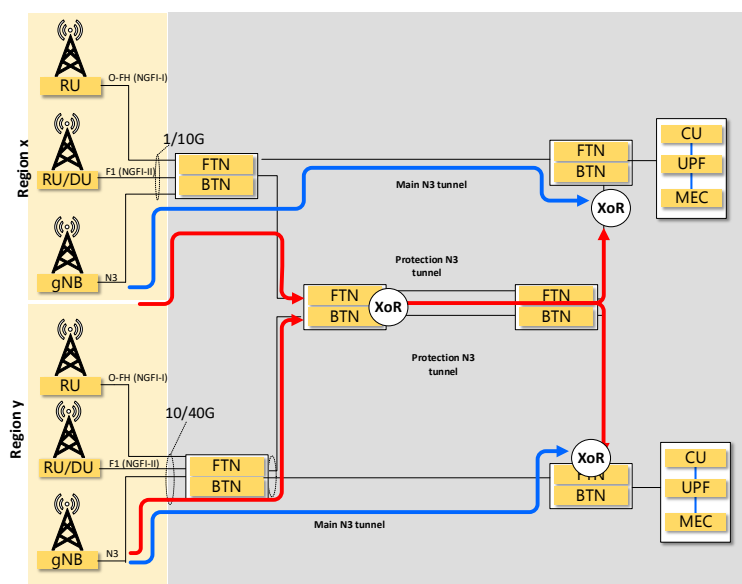 Region x
RU
O-FH (NGFI-I)
1/10G
RU/DU
F1 (NGFI-II)
FTN
BTN
gNB
N3
Main N3 tunnel
FTN
BTN
XoR
CU
UPF
MEC
Protection N3
tunnel
FTN
BTN
XoR
FTN
BTN
Protection N3
tunnel
Region y
RU
O-FH (NGFI-I)
10/40G
RU/DU
F1 (NGFI-II)
FTN
BTN
gNB
N3
Main N3 tunnel
XoR
FTN
BTN
CU
UPF
MEC